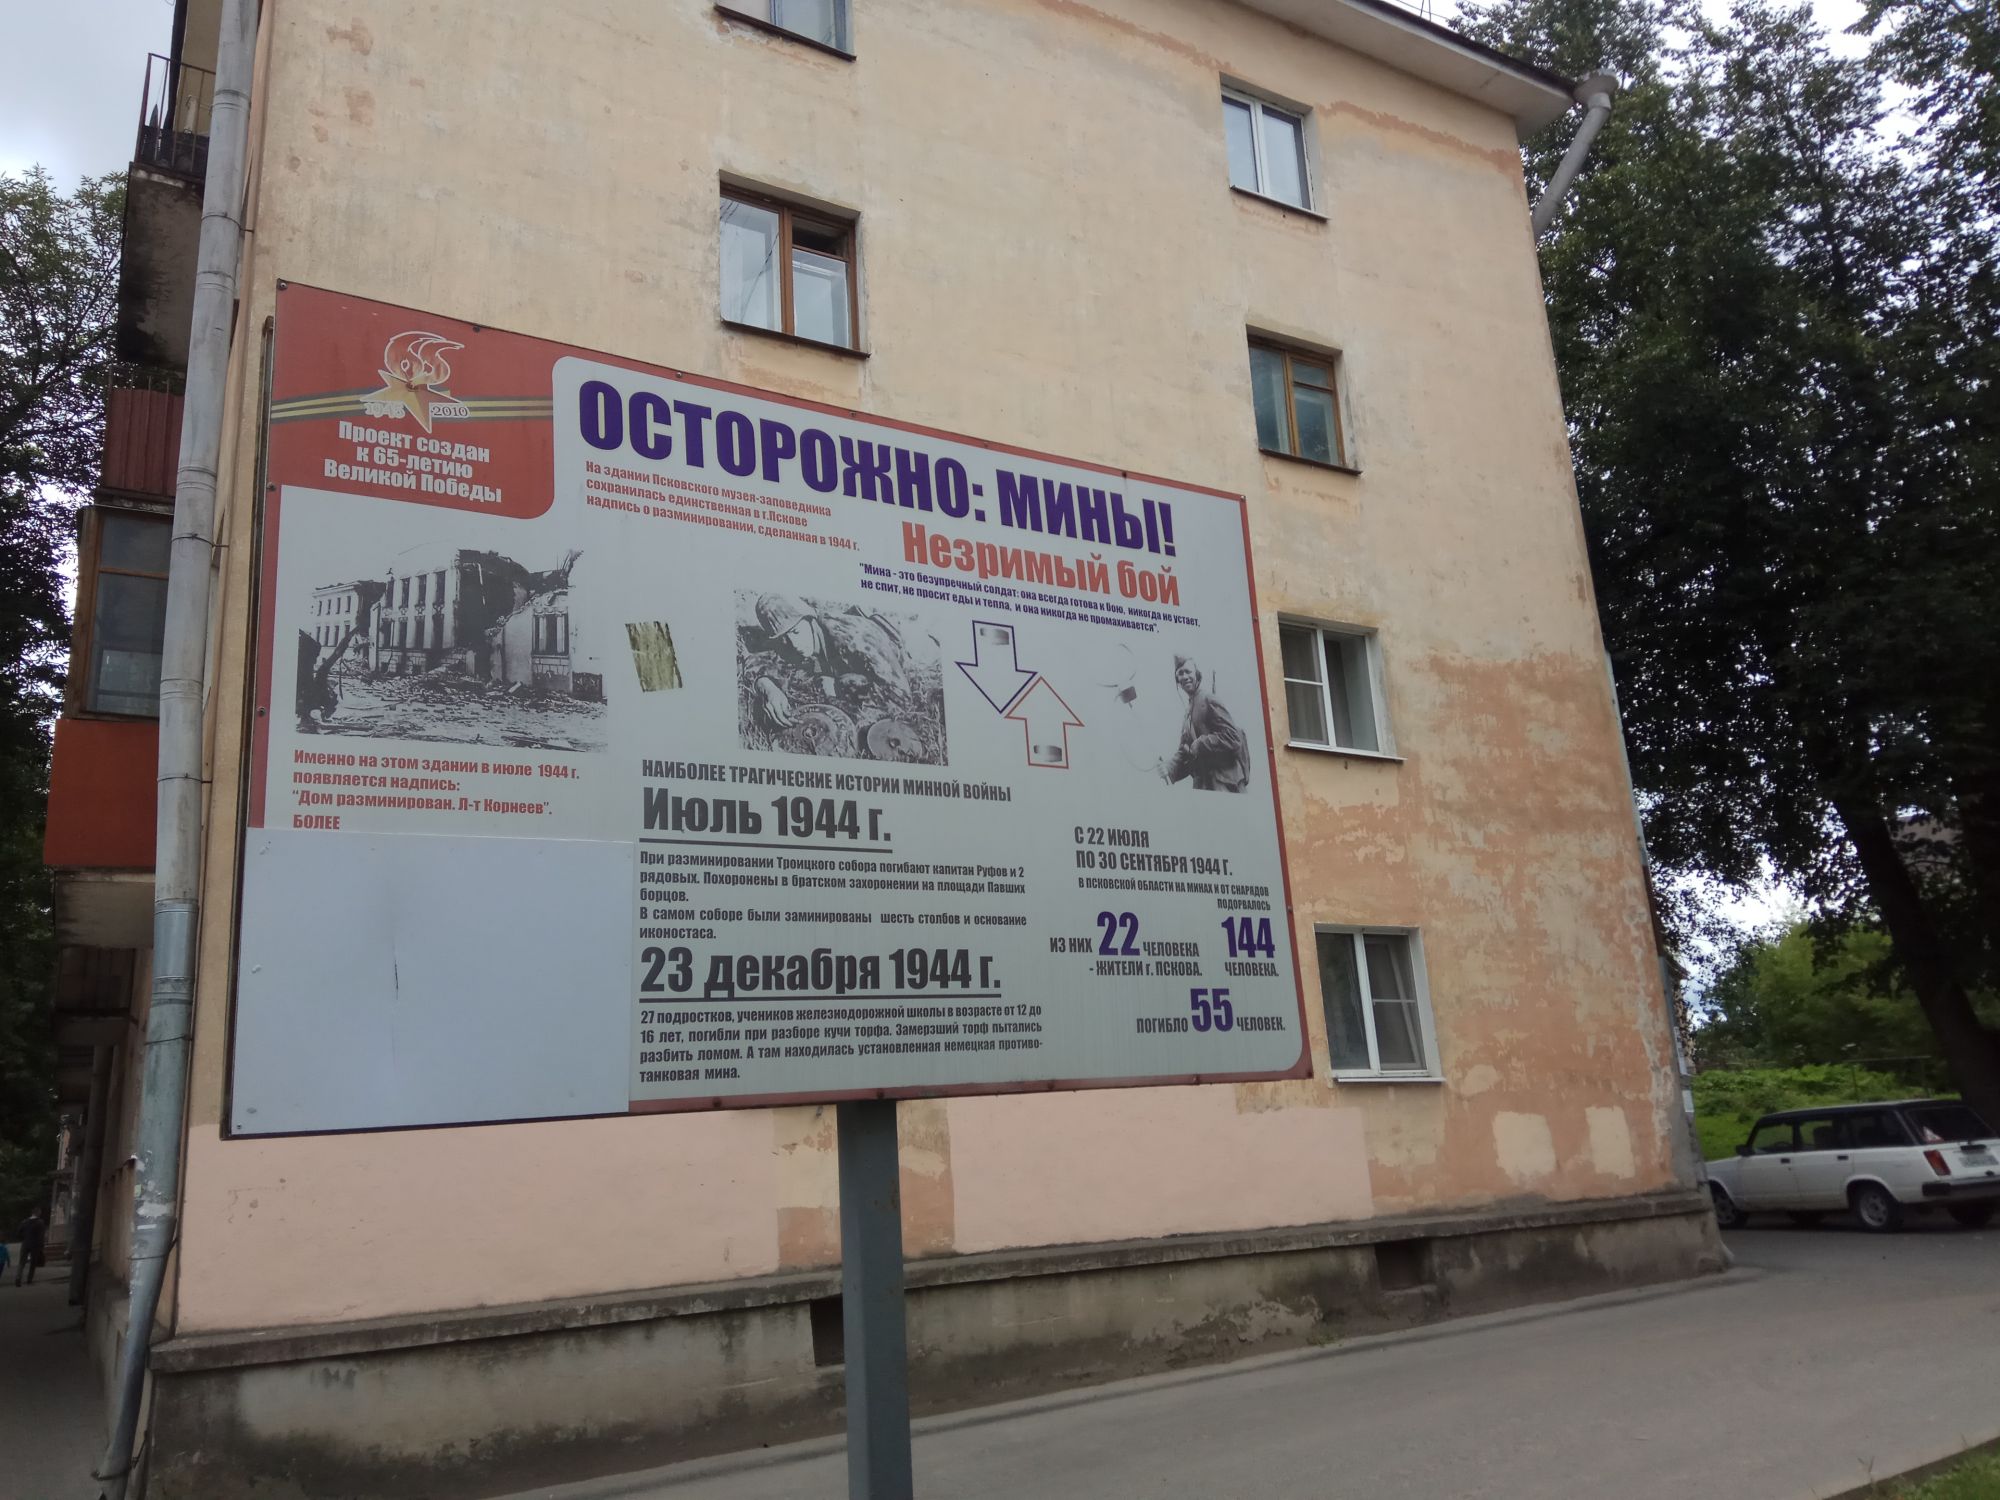 1945 2010
Проект создан
к 65-летию
Великой Победы
ОСТОРОЖНО: МИНЫ!
На здании Псковского музея-заповедника
сохранилась единственная в г.Пскове
надпись о разминировании, сделанная в 1944 г.
Незримый бой
"Мина - это безупречный солдат: она всегда готова к бою, никогда не устает,
не спит, не просит еды и тепла, и она никогда не промахивается".
Именно на этом здании в июле 1944 г.
появляется надпись:
"Дом разминирован. Л-т Корнеев".
БОЛЕЕ
НАИБОЛЕЕ ТРАГИЧЕСКИЕ ИСТОРИИ МИННОЙ ВОЙНЫ
Июль 1944 г.
При разминировании Троицкого собора погибают капитан Руфов и 2
рядовых. Похоронены в братском захоронении на площади Павших
борцов.
В самом соборе были заминированы шесть столбов и основание
иконостаса.
23 декабря 1944 г.
27 подростков, учеников железнодорожной школы в возрасте от 12 до
16 лет, погибли при разборе кучи торфа. Замерзший торф пытались
разбить ломом. А там находилась установленная немецкая противо-
танковая мина.
С 22 ИЮЛЯ
ПО 30 СЕНТЯБРЯ 1944 Г.
В ПСКОВСКОЙ ОБЛАСТИ НА МИНАХ И ОТ СНАРЯДОВ
ПОДОРВАЛОСЬ
ИЗ НИХ 22 ЧЕЛОВЕКА 144
- ЖИТЕЛИ г. ПСКОВА. ЧЕЛОВЕКА.
ПОГИБЛО 55 ЧЕЛОВЕК.